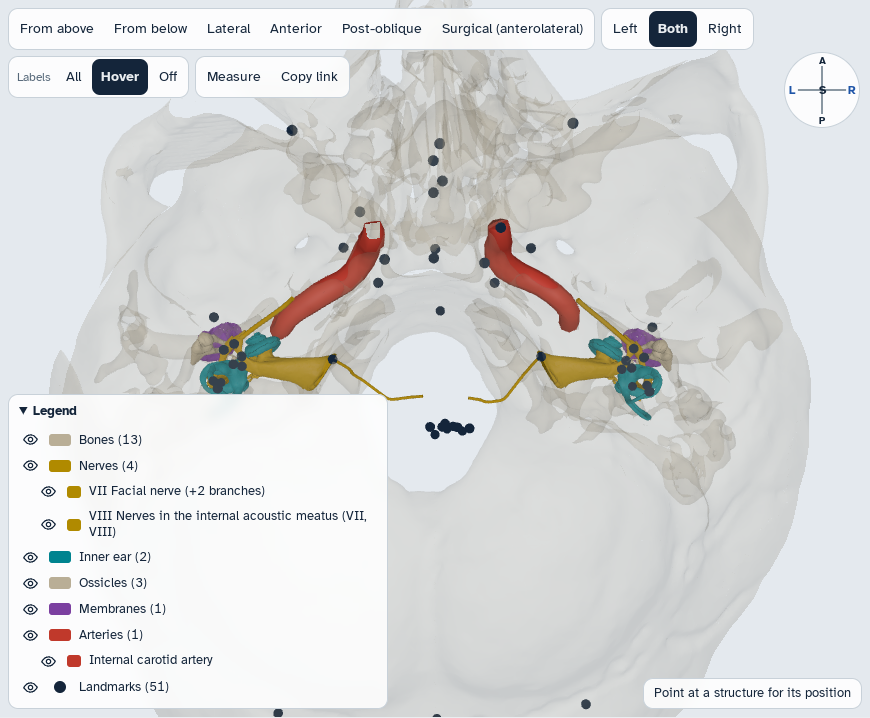 From above From below Lateral Anterior Post-oblique Surgical (anterolateral) Left Both Right
Labels All Hover Off Measure Copy link
A
L S R
P
▼ Legend
Bones (13)
Nerves (4)
VII Facial nerve (+2 branches)
VIII Nerves in the internal acoustic meatus (VII,
VIII)
Inner ear (2)
Ossicles (3)
Membranes (1)
Arteries (1)
Internal carotid artery
Landmarks (51)
Point at a structure for its position